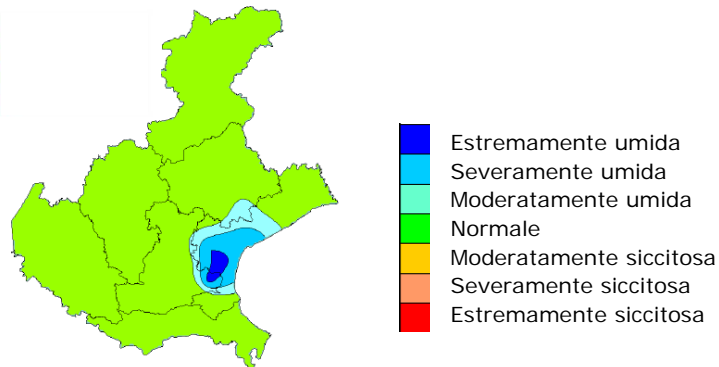 Estremamente umida
Severamente umida
Moderatamente umida
Normale
Moderatamente siccitosa
Severamente siccitosa
Estremamente siccitosa